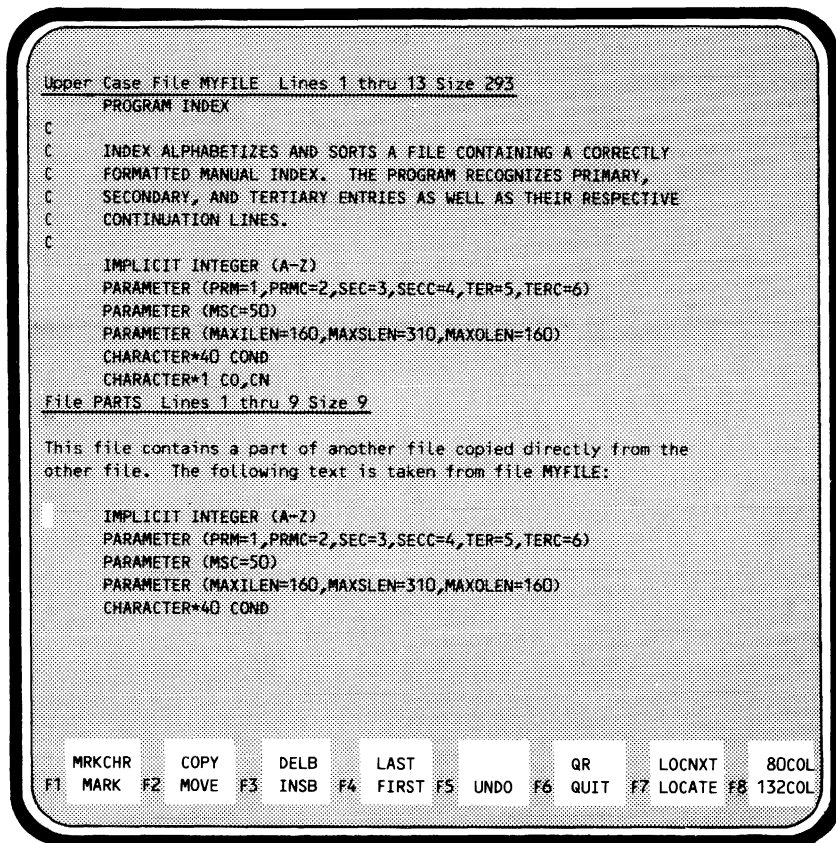 Upper Case File MYFILE  Lines 1 thru 13 Size 293
      PROGRAM INDEX
C
C     INDEX ALPHABETIZES AND SORTS A FILE CONTAINING A CORRECTLY
C     FORMATTED MANUAL INDEX.  THE PROGRAM RECOGNIZES PRIMARY,
C     SECONDARY, AND TERTIARY ENTRIES AS WELL AS THEIR RESPECTIVE
C     CONTINUATION LINES.
C
      IMPLICIT INTEGER (A-Z)
      PARAMETER (PRM=1,PRMC=2,SEC=3,SECC=4,TER=5,TERC=6)
      PARAMETER (MSC=50)
      PARAMETER (MAXILEN=160,MAXSLEN=310,MAXOLEN=160)
      CHARACTER*40 COND
      CHARACTER*1 CO,CN
File PARTS  Lines 1 thru 9 Size 9
This file contains a part of another file copied directly from the
other file.  The following text is taken from file MYFILE:
      IMPLICIT INTEGER (A-Z)
      PARAMETER (PRM=1,PRMC=2,SEC=3,SECC=4,TER=5,TERC=6)
      PARAMETER (MSC=50)
      PARAMETER (MAXILEN=160,MAXSLEN=310,MAXOLEN=160)
      CHARACTER*40 COND
MRKCHR COPY DELB LAST QR LOCNXT 80COL
F1 MARK F2 MOVE F3 INSB F4 FIRST F5 UNDO F6 QUIT F7 LOCATE F8 132COL